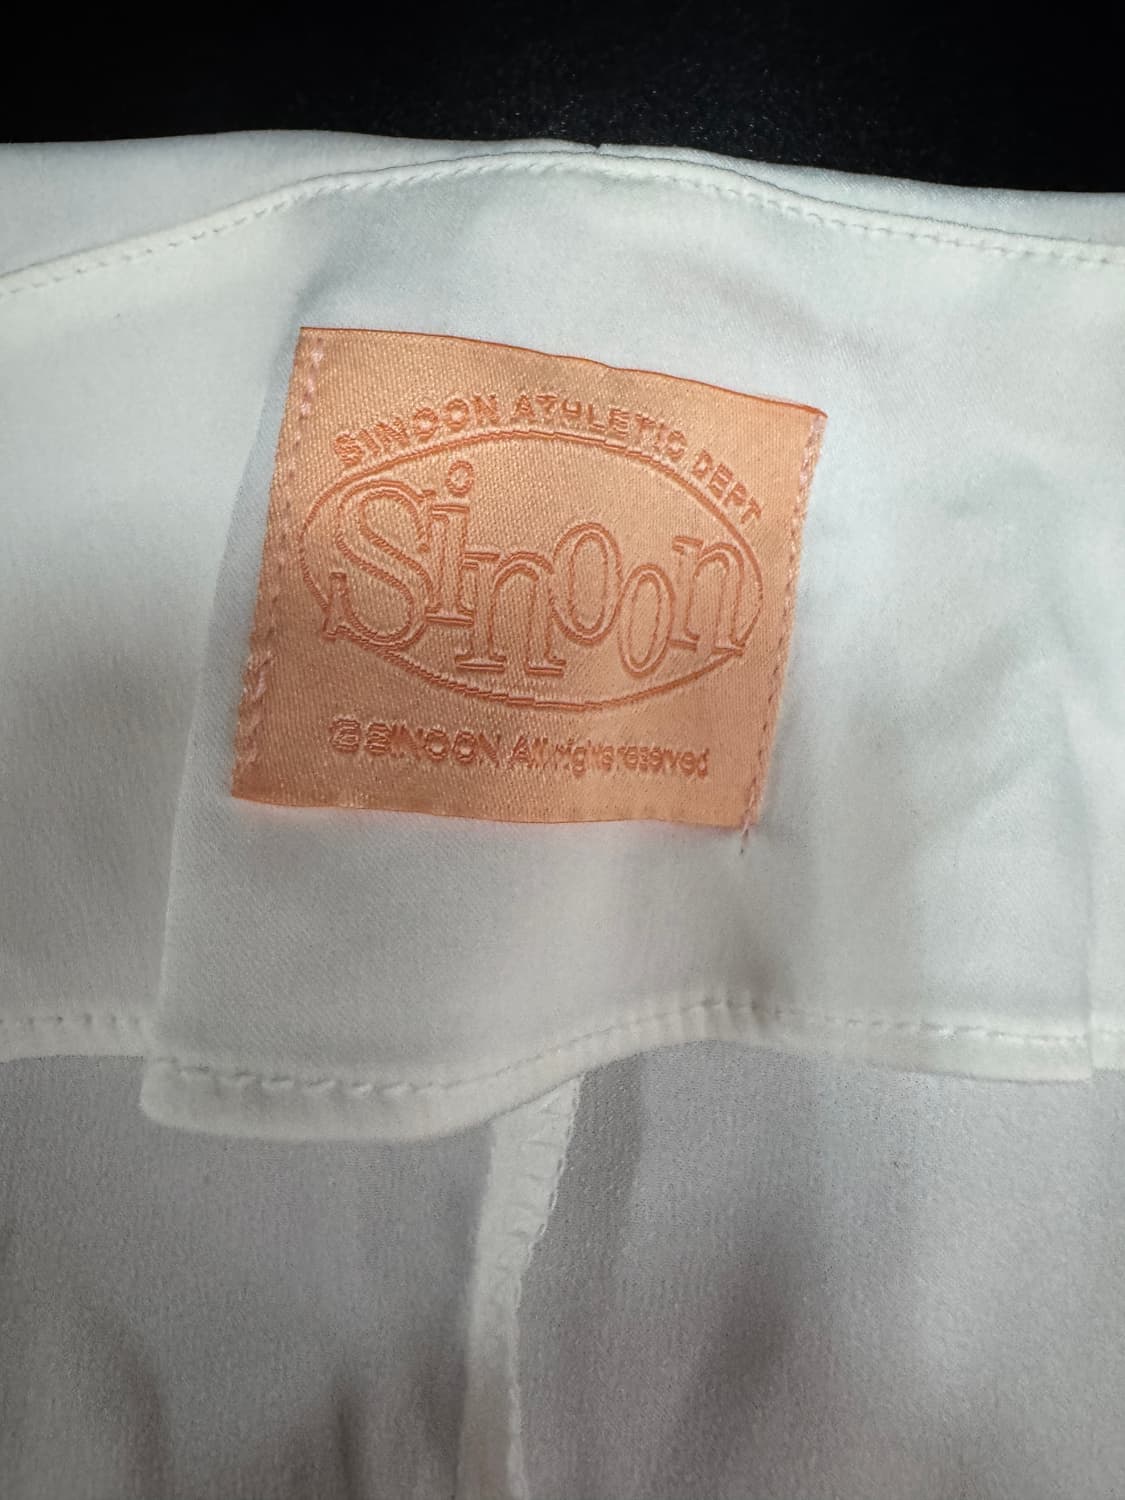 SINOON ATHLETIC DEPT
Sinoon
©SINOON All rights reserved